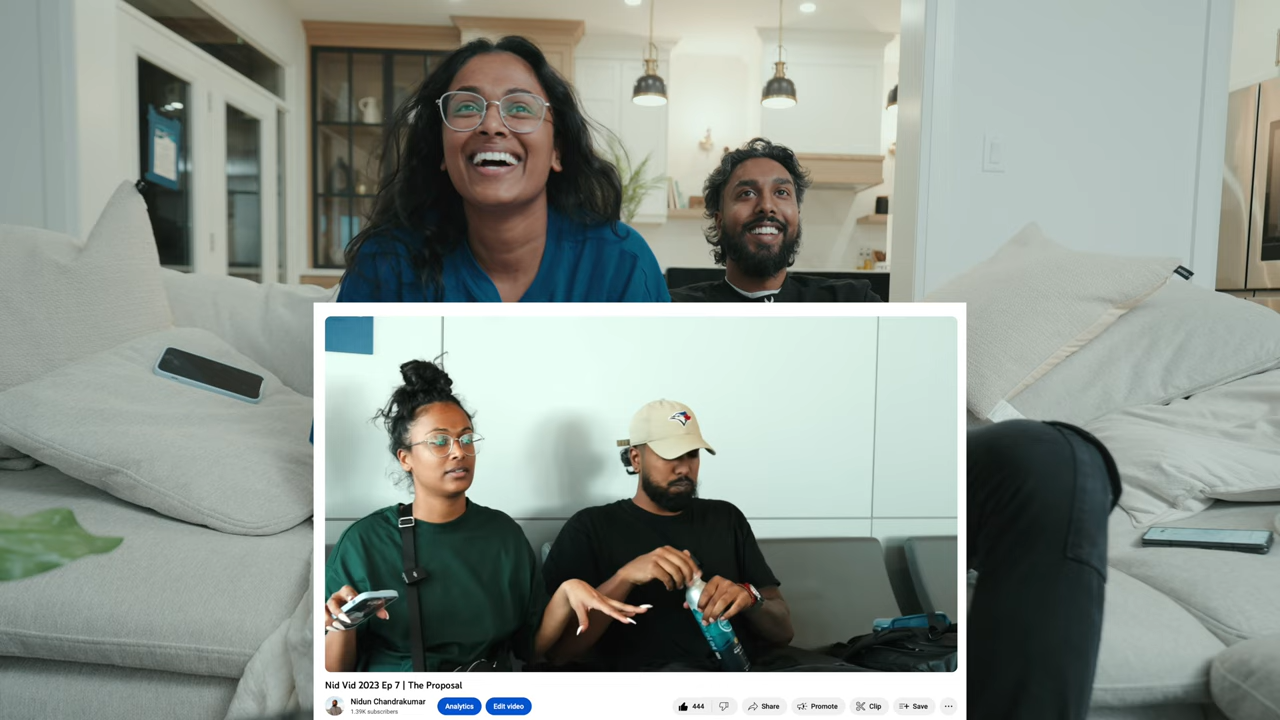 Nid Vid 2023 Ep 7 | The Proposal
Nidun Chandrakumar
1.39K subscribers
Analytics
Edit video
444
Share
Promote
Clip
Save